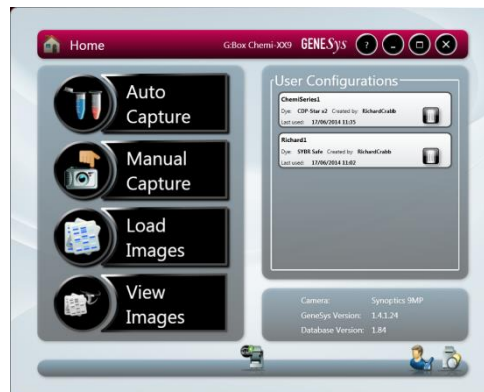 Home
G:Box Chemi-XX9 GENESys ? - X
Auto
Capture
Manual
Capture
Load
Images
View
Images
User Configurations
ChemiSeries1
Dye: CDP-Star x2 Created by: RichardCrabb
Last used: 17/06/2014 11:35
Richard1
Dye: SYBR Safe Created by: RichardCrabb
Last used: 17/06/2014 11:02
Camera: Synoptics 9MP
GeneSys Version: 1.4.1.24
Database Version: 1.84